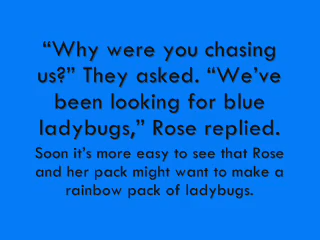 “Why were you chasing
us?” They asked. “We’ve
been looking for blue
ladybugs,” Rose replied.
Soon it’s more easy to see that Rose
and her pack might want to make a
rainbow pack of ladybugs.